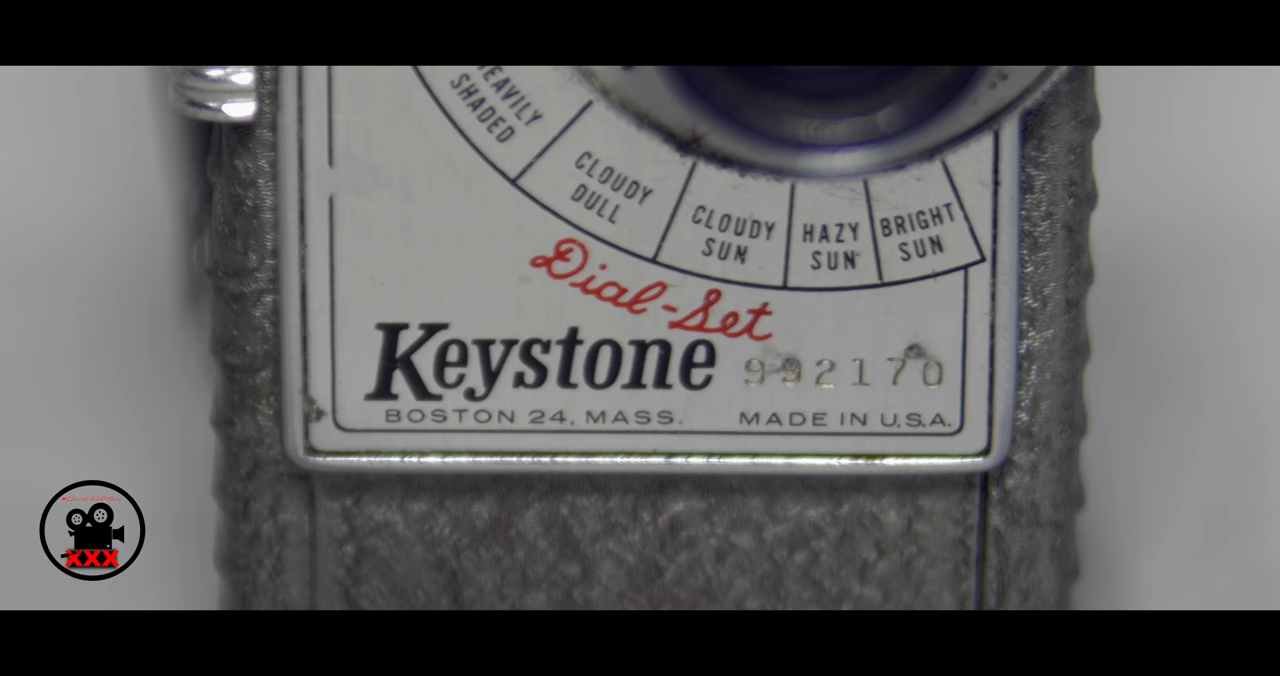 HEAVILY
SHADED
CLOUDY
DULL
CLOUDY
SUN
HAZY
SUN
BRIGHT
SUN
Dial-Set
Keystone
992170
BOSTON 24, MASS. MADE IN U.S.A.
XXX